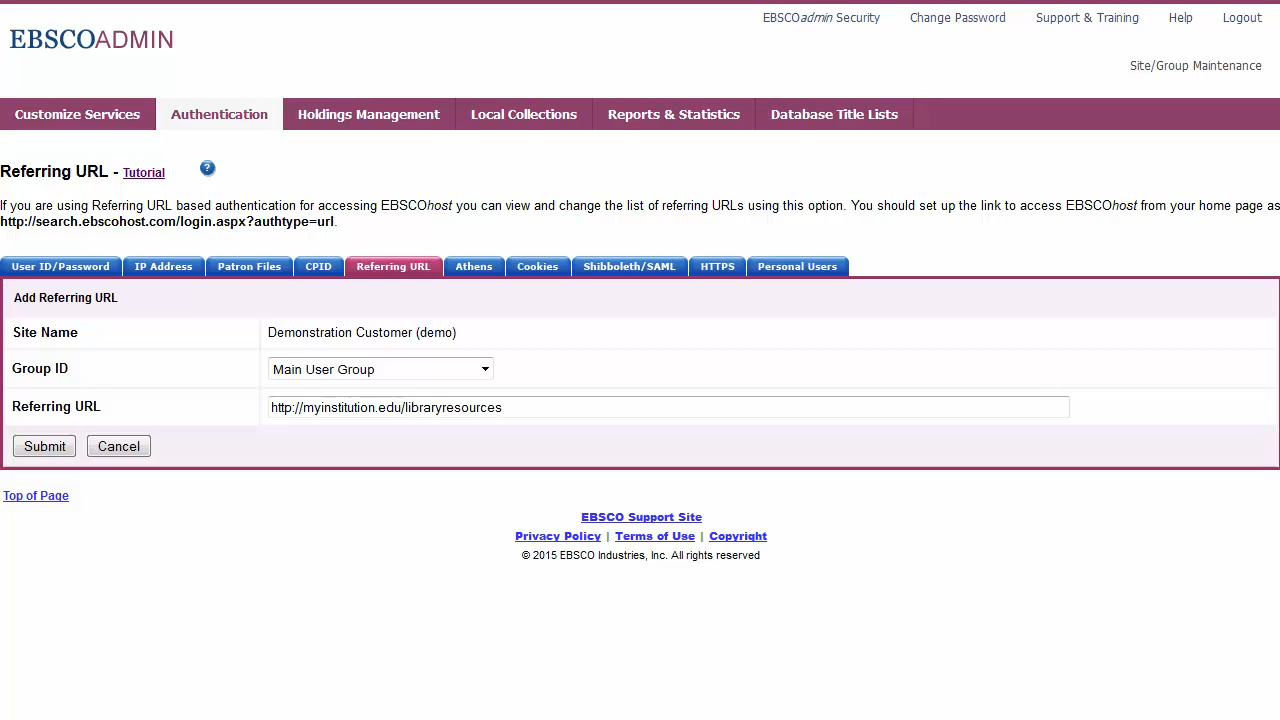 EBSCOadmin Security Change Password Support & Training Help Logout
EBSCOADMIN
Site/Group Maintenance
Customize Services Authentication Holdings Management Local Collections Reports & Statistics Database Title Lists
Referring URL - Tutorial ?
If you are using Referring URL based authentication for accessing EBSCOhost you can view and change the list of referring URLs using this option. You should set up the link to access EBSCOhost from your home page as
http://search.ebscohost.com/login.aspx?authtype=url.
User ID/Password IP Address Patron Files CPID Referring URL Athens Cookies Shibboleth/SAML HTTPS Personal Users
Add Referring URL
Site Name Demonstration Customer (demo)
Group ID Main User Group
Referring URL http://myinstitution.edu/libraryresources
Submit Cancel
Top of Page
EBSCO Support Site
Privacy Policy | Terms of Use | Copyright
© 2015 EBSCO Industries, Inc. All rights reserved